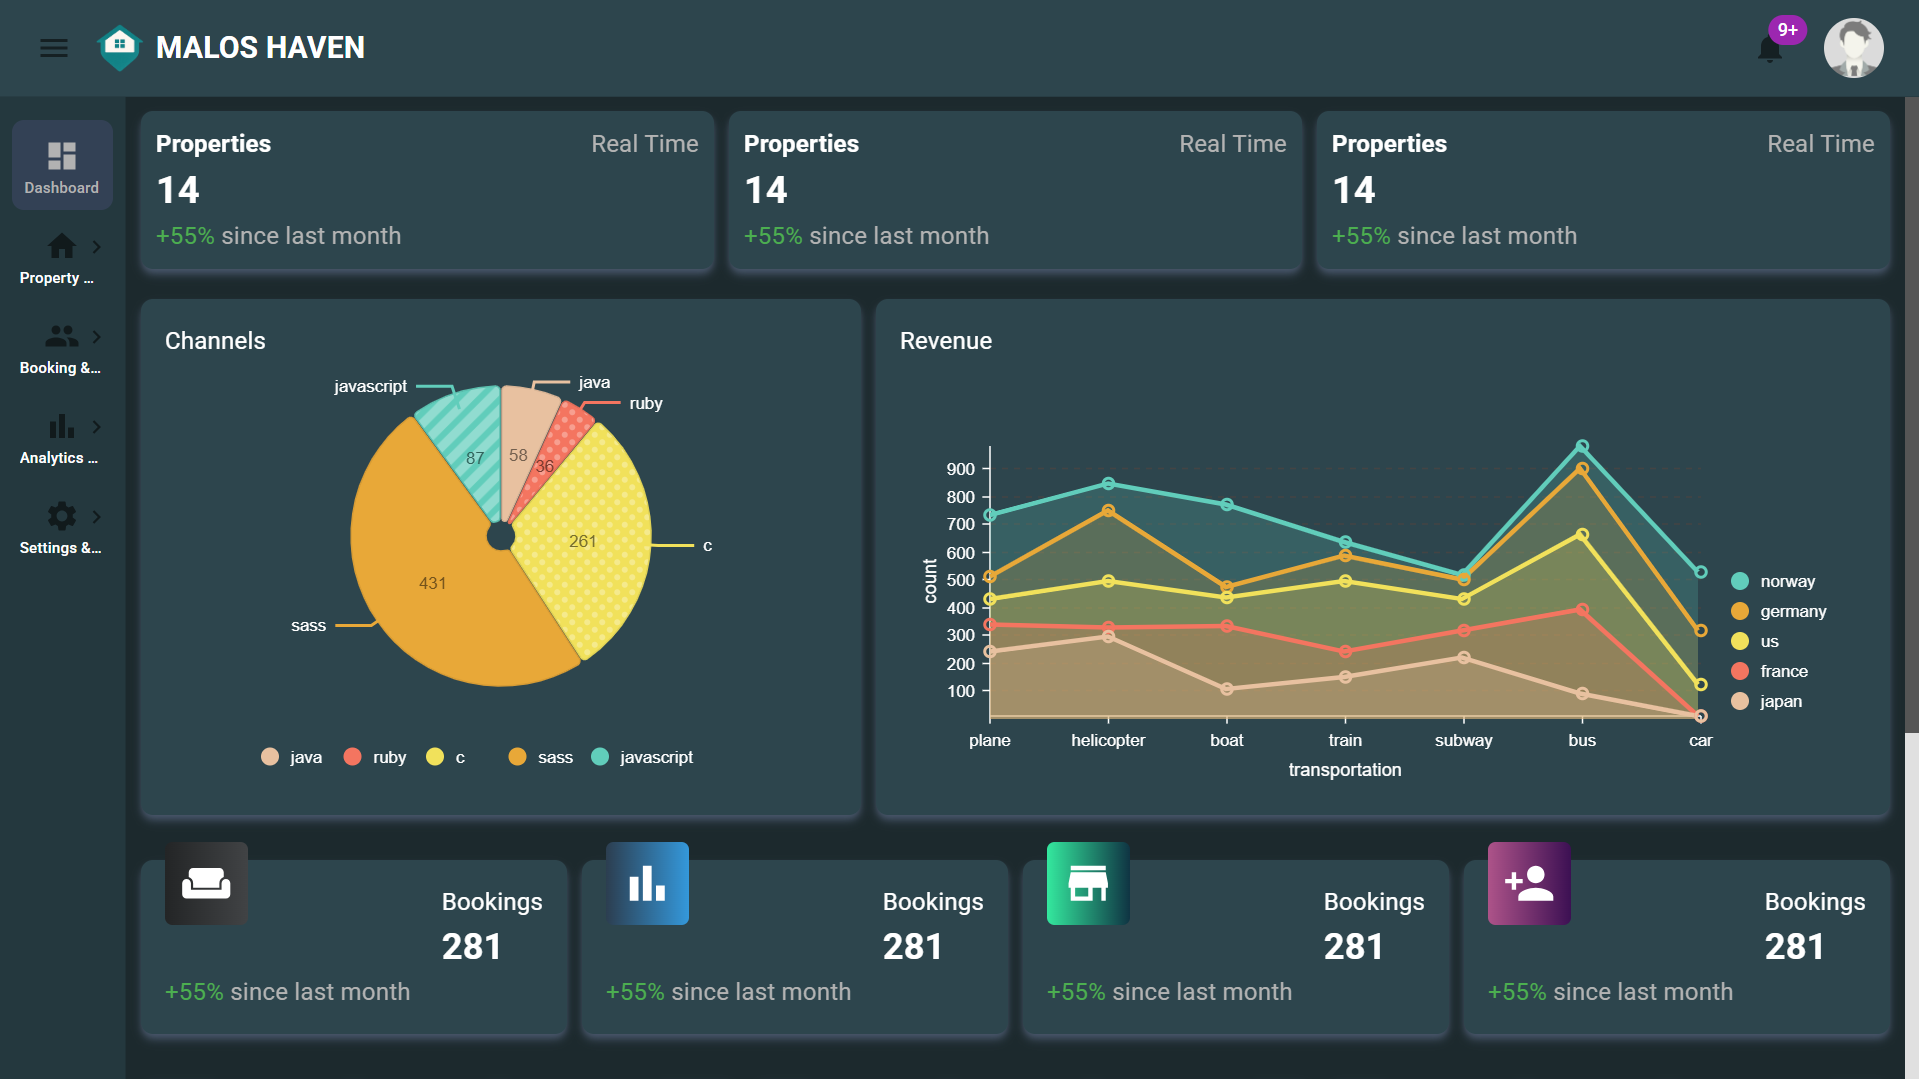 MALOS HAVEN
9+
Dashboard
Property ...
Booking &...
Analytics ...
Settings &...
Properties
Real Time
14
+55% since last month
Properties
Real Time
14
+55% since last month
Properties
Real Time
14
+55% since last month
Channels
javascript
java
ruby
87
58
36
261
c
431
sass
java
ruby
c
sass
javascript
Revenue
900
800
700
600
500
400
300
200
100
count
plane
helicopter
boat
train
subway
bus
car
transportation
norway
germany
us
france
japan
Bookings
281
+55% since last month
Bookings
281
+55% since last month
Bookings
281
+55% since last month
Bookings
281
+55% since last month